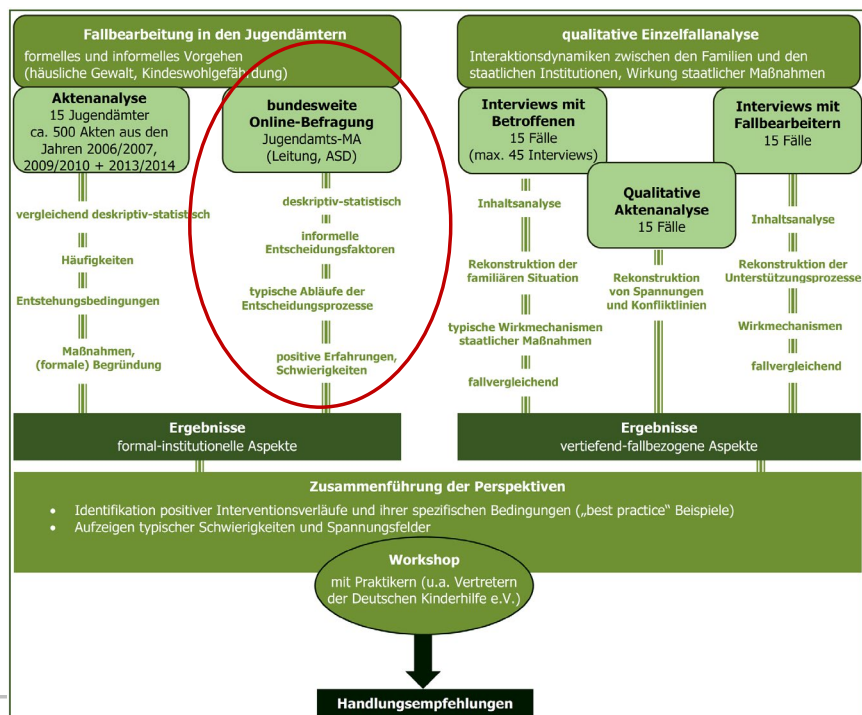 Fallbearbeitung in den Jugendämtern
formelles und informelles Vorgehen
(häusliche Gewalt, Kindeswohlgefährdung)
Aktenanalyse
15 Jugendämter
ca. 500 Akten aus den
Jahren 2006/2007,
2009/2010 + 2013/2014
vergleichend deskriptiv-statistisch
Häufigkeiten
Entstehungsbedingungen
Maßnahmen,
(formale) Begründung
bundesweite
Online-Befragung
Jugendamts-MA
(Leitung, ASD)
deskriptiv-statistisch
informelle
Entscheidungsfaktoren
typische Abläufe der
Entscheidungsprozesse
positive Erfahrungen,
Schwierigkeiten
Ergebnisse
formal-institutionelle Aspekte
qualitative Einzelfallanalyse
Interaktionsdynamiken zwischen den Familien und den
staatlichen Institutionen, Wirkung staatlicher Maßnahmen
Interviews mit
Betroffenen
15 Fälle
(max. 45 Interviews)
Inhaltsanalyse
Rekonstruktion der
familiären Situation
typische Wirkmechanismen
staatlicher Maßnahmen
fallvergleichend
Qualitative
Aktenanalyse
15 Fälle
Rekonstruktion
von Spannungen
und Konfliktlinien
Interviews mit
Fallbearbeitern
15 Fälle
Inhaltsanalyse
Rekonstruktion der
Unterstützungsprozesse
Wirkmechanismen
fallvergleichend
Ergebnisse
vertiefend-fallbezogene Aspekte
Zusammenführung der Perspektiven
• Identifikation positiver Interventionsverläufe und ihrer spezifischen Bedingungen („best practice“ Beispiele)
• Aufzeigen typischer Schwierigkeiten und Spannungsfelder
Workshop
mit Praktikern (u.a. Vertretern
der Deutschen Kinderhilfe e.V.)
Handlungsempfehlungen